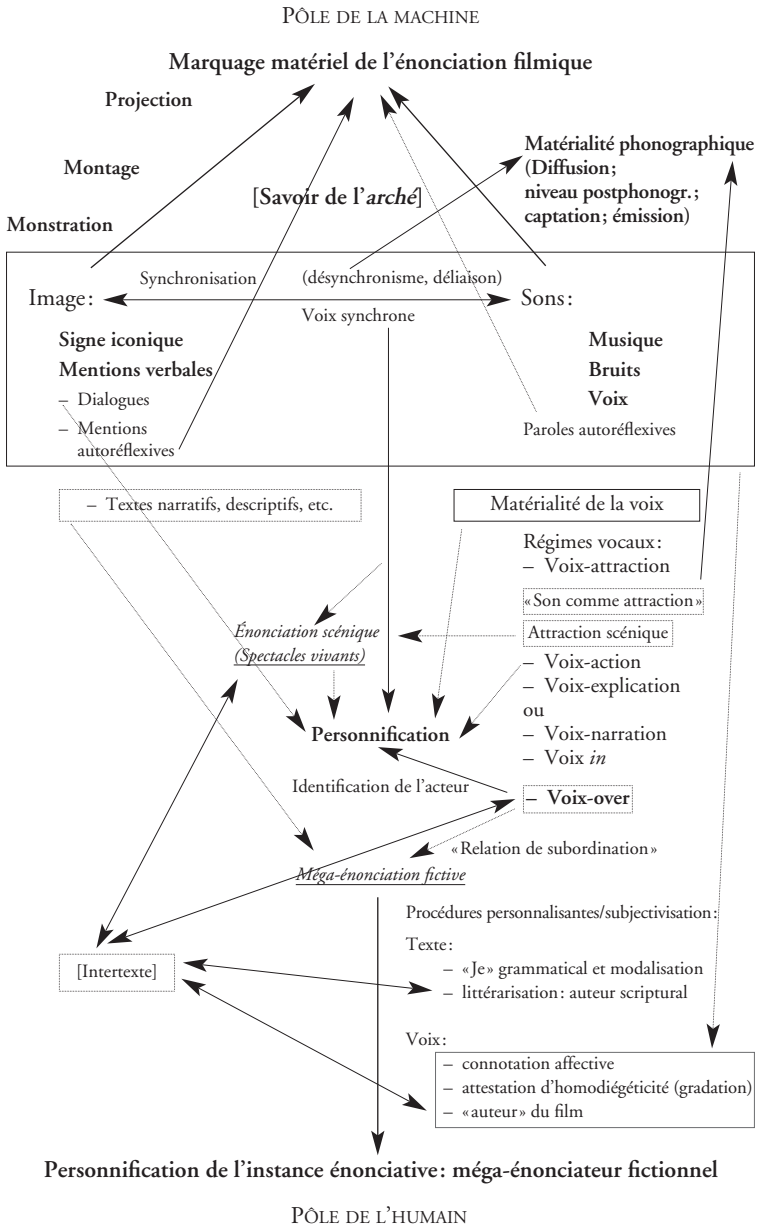 PÔLE DE LA MACHINE
Marquage matériel de l'énonciation filmique
Projection
Matérialité phonographique
(Diffusion;
niveau postphonogr.;
captation; émission)
Montage
[Savoir de l'arché]
Monstration
Synchronisation
(désynchronisme, déliaison)
Image:
Sons:
Voix synchrone
Signe iconique
Mentions verbales
– Dialogues
– Mentions
autoréflexives
Musique
Bruits
Voix
Paroles autoréflexives
– Textes narratifs, descriptifs, etc.
Matérialité de la voix
Régimes vocaux:
– Voix-attraction
«Son comme attraction»
Attraction scénique
Énonciation scénique
(Spectacles vivants)
– Voix-action
– Voix-explication
ou
– Voix-narration
– Voix in
Personnification
Identification de l'acteur
– Voix-over
«Relation de subordination»
Méga-énonciation fictive
Procédures personnalisantes/subjectivisation:
Texte:
– «Je» grammatical et modalisation
– littérarisation: auteur scriptural
[Intertexte]
Voix:
– connotation affective
– attestation d'homodiégéticité (gradation)
– «auteur» du film
Personnification de l'instance énonciative: méga-énonciateur fictionnel
PÔLE DE L'HUMAIN